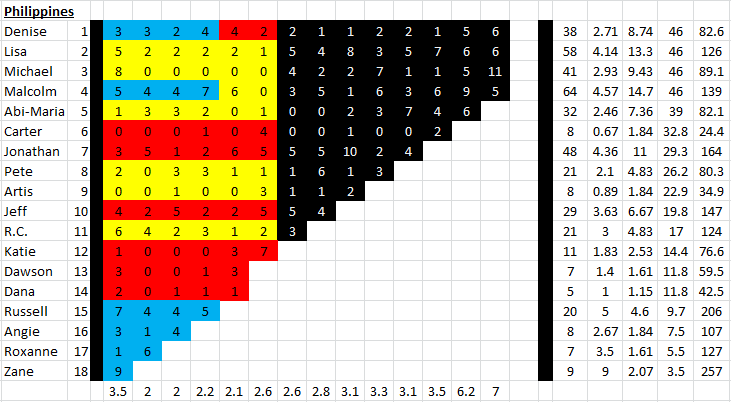 Philippines
Denise 1 3 3 2 4 4 2 2 1 1 2 2 1 5 6 38 2.71 8.74 46 82.6
Lisa 2 5 2 2 2 2 1 5 4 8 3 5 7 6 6 58 4.14 13.3 46 126
Michael 3 8 0 0 0 0 0 4 2 2 7 1 1 5 11 41 2.93 9.43 46 89.1
Malcolm 4 5 4 4 7 6 0 3 5 1 6 3 6 9 5 64 4.57 14.7 46 139
Abi-Maria 5 1 3 3 2 0 1 0 0 2 3 7 4 6 32 2.46 7.36 39 82.1
Carter 6 0 0 0 1 0 4 0 0 1 0 0 2 8 0.67 1.84 32.8 24.4
Jonathan 7 3 5 1 2 6 5 5 5 10 2 4 48 4.36 11 29.3 164
Pete 8 2 0 3 3 1 1 1 6 1 3 21 2.1 4.83 26.2 80.3
Artis 9 0 0 1 0 0 3 1 1 2 8 0.89 1.84 22.9 34.9
Jeff 10 4 2 5 2 2 5 5 4 29 3.63 6.67 19.8 147
R.C. 11 6 4 2 3 1 2 3 21 3 4.83 17 124
Katie 12 1 0 0 0 3 7 11 1.83 2.53 14.4 76.6
Dawson 13 3 0 0 1 3 7 1.4 1.61 11.8 59.5
Dana 14 2 0 1 1 1 5 1 1.15 11.8 42.5
Russell 15 7 4 4 5 20 5 4.6 9.7 206
Angie 16 3 1 4 8 2.67 1.84 7.5 107
Roxanne 17 1 6 7 3.5 1.61 5.5 127
Zane 18 9 9 9 2.07 3.5 257
3.5 2 2 2.2 2.1 2.6 2.6 2.8 3.1 3.3 3.1 3.5 6.2 7